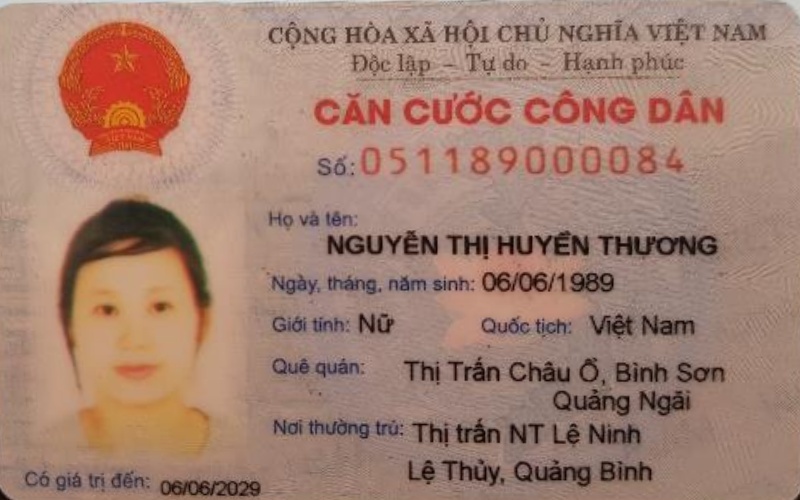 CỘNG HÒA XÃ HỘI CHỦ NGHĨA VIỆT NAM
Độc lập – Tự do – Hạnh phúc
CĂN CƯỚC CÔNG DÂN
Số: 051189000084
Họ và tên:
NGUYỄN THỊ HUYỀN THƯƠNG
Ngày, tháng, năm sinh: 06/06/1989
Giới tính: Nữ Quốc tịch: Việt Nam
Quê quán: Thị Trấn Châu Ổ, Bình Sơn
Quảng Ngãi
Nơi thường trú: Thị trấn NT Lệ Ninh
Lệ Thủy, Quảng Bình
Có giá trị đến: 06/06/2029